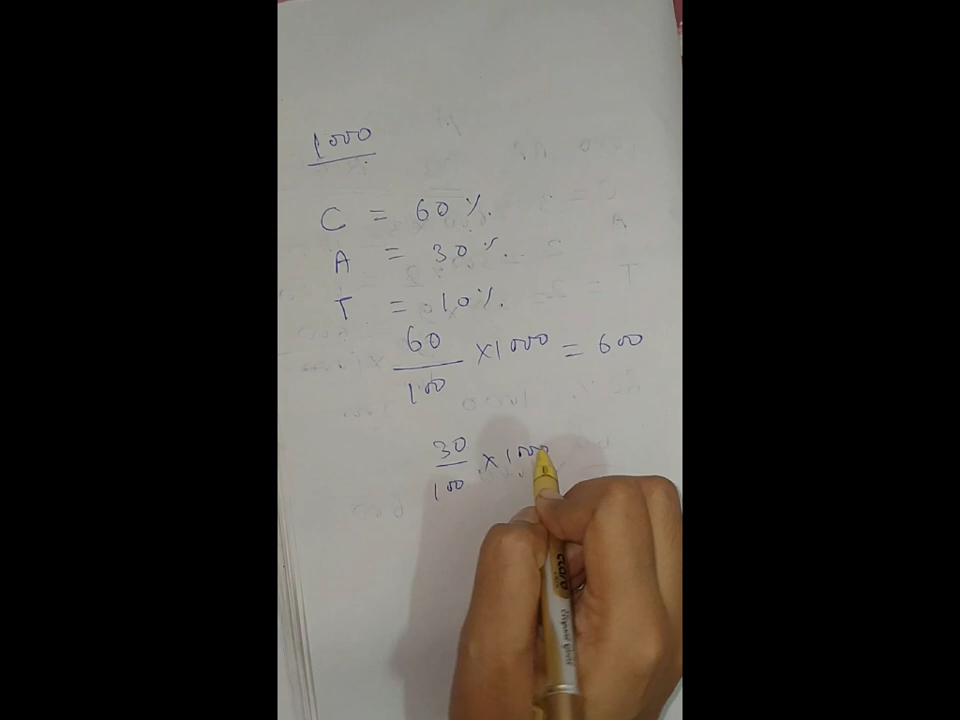 1000
C = 60%.
A = 30%.
T = 10%.
60/100 × 1000 = 600
30/100 × 1000